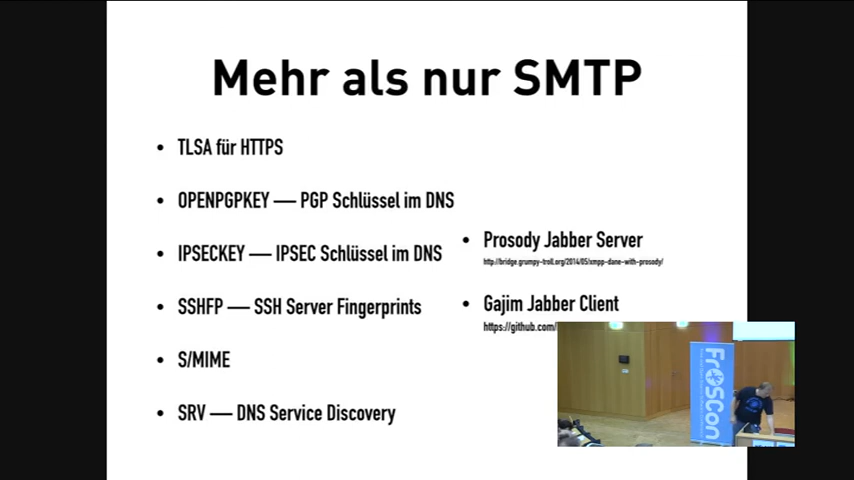 Mehr als nur SMTP
• TLSA für HTTPS
• OPENPGPKEY — PGP Schlüssel im DNS
• IPSECKEY — IPSEC Schlüssel im DNS
• SSHFP — SSH Server Fingerprints
• S/MIME
• SRV — DNS Service Discovery
• Prosody Jabber Server
http://bridge.grumpy-troll.org/2014/05/xmpp-dane-with-prosody/
• Gajim Jabber Client
https://github.com/
FrOSCon